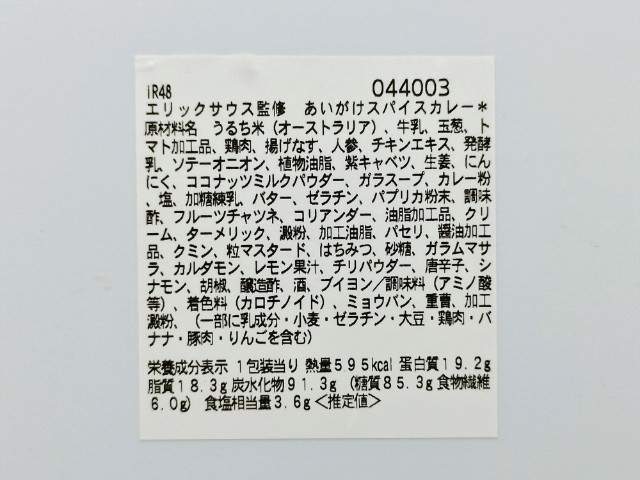 IR48 044003
エリックサウス監修 あいがけスパイスカレー*
原材料名 うるち米(オーストラリア)、牛乳、玉葱、ト
マト加工品、鶏肉、揚げなす、人参、チキンエキス、発酵
乳、ソテーオニオン、植物油脂、紫キャベツ、生姜、にん
にく、ココナッツミルクパウダー、ガラスープ、カレー粉
、塩、加糖練乳、バター、ゼラチン、パプリカ粉末、調味
酢、フルーツチャツネ、コリアンダー、油脂加工品、クリ
ーム、ターメリック、澱粉、加工油脂、パセリ、醤油加工
品、クミン、粒マスタード、はちみつ、砂糖、ガラムマサ
ラ、カルダモン、レモン果汁、チリパウダー、唐辛子、シ
ナモン、胡椒、醸造酢、酒、ブイヨン/調味料(アミノ酸
等)、着色料(カロチノイド)、ミョウバン、重曹、加工
澱粉、(一部に乳成分・小麦・ゼラチン・大豆・鶏肉・バ
ナナ・豚肉・りんごを含む)
栄養成分表示 1包装当り 熱量595kcal 蛋白質19.2g
脂質18.3g 炭水化物91.3g (糖質85.3g 食物繊維
6.0g) 食塩相当量3.6g<推定値>